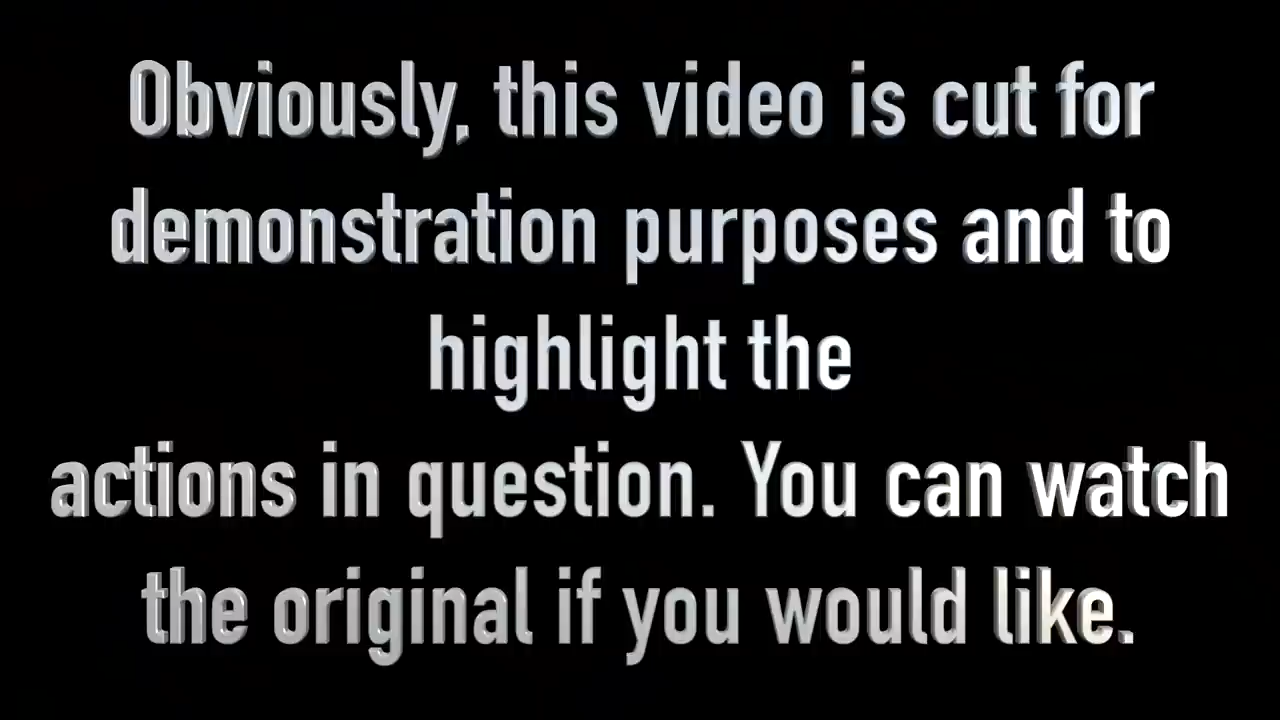 Obviously, this video is cut for
demonstration purposes and to
highlight the
actions in question. You can watch
the original if you would like.